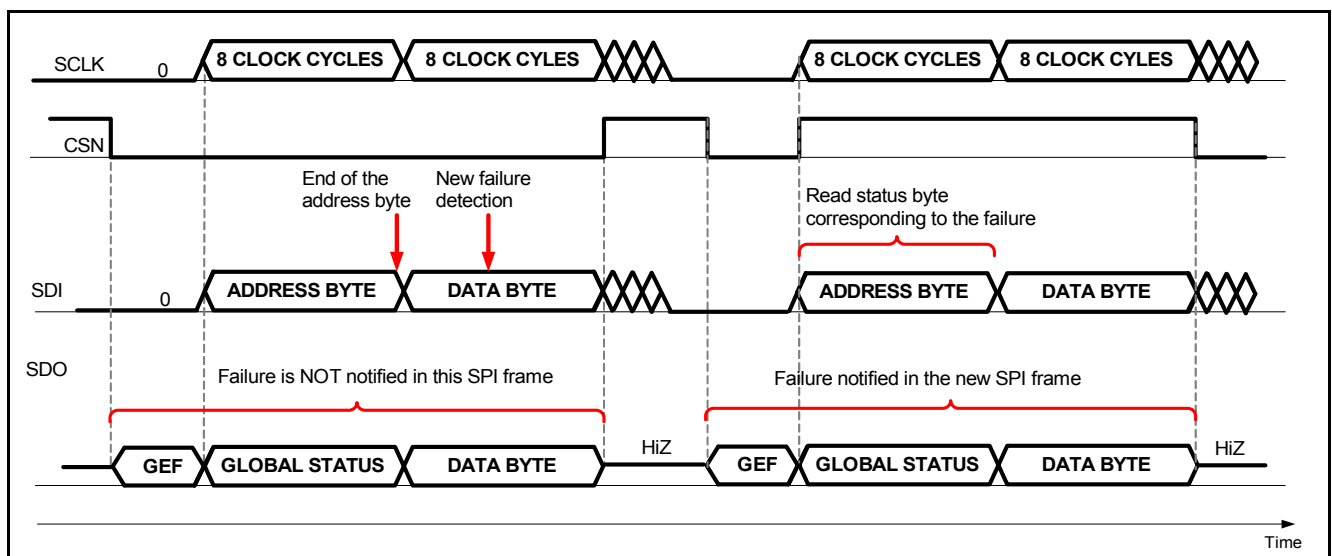 SCLK
0
8 CLOCK CYCLES
8 CLOCK CYLES
8 CLOCK CYCLES
8 CLOCK CYLES
CSN
End of the
address byte
New failure
detection
Read status byte
corresponding to the failure
SDI
0
ADDRESS BYTE
DATA BYTE
ADDRESS BYTE
DATA BYTE
SDO
Failure is NOT notified in this SPI frame
Failure notified in the new SPI frame
GEF
GLOBAL STATUS
DATA BYTE
HiZ
GEF
GLOBAL STATUS
DATA BYTE
HiZ
Time